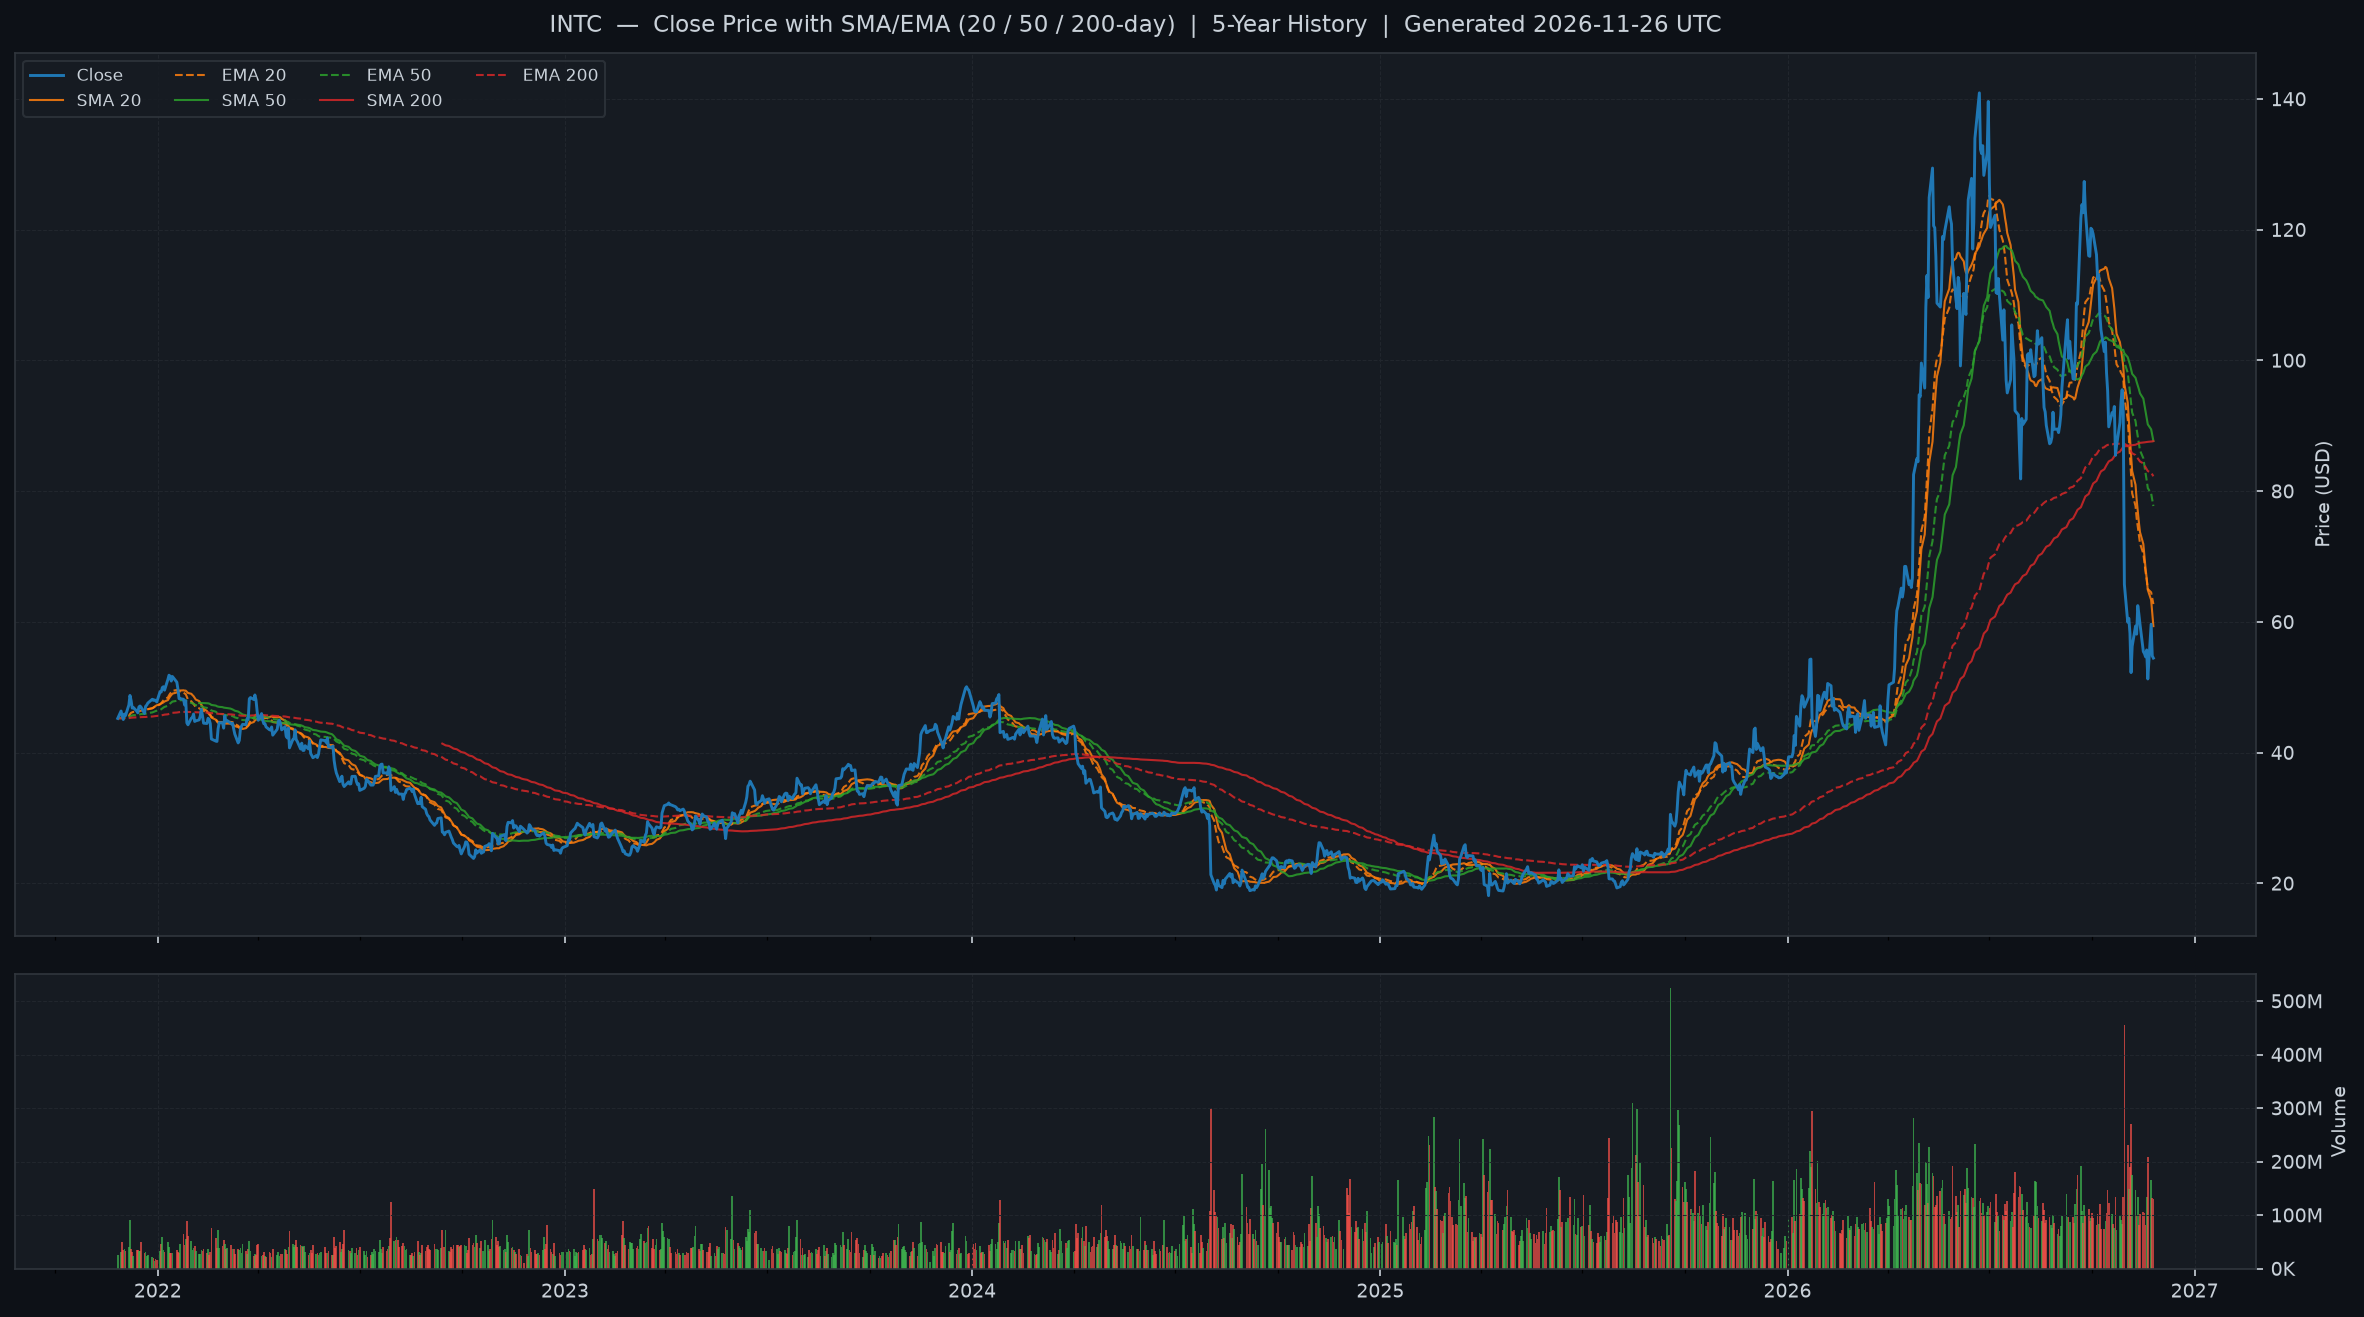 INTC — Close Price with SMA/EMA (20 / 50 / 200-day) | 5-Year History | Generated 2026-11-26 UTC
Close EMA 20 EMA 50 EMA 200
SMA 20 SMA 50 SMA 200
140
120
100
80
60
40
20
Price (USD)
500M
400M
300M
200M
100M
0K
Volume
2022 2023 2024 2025 2026 2027